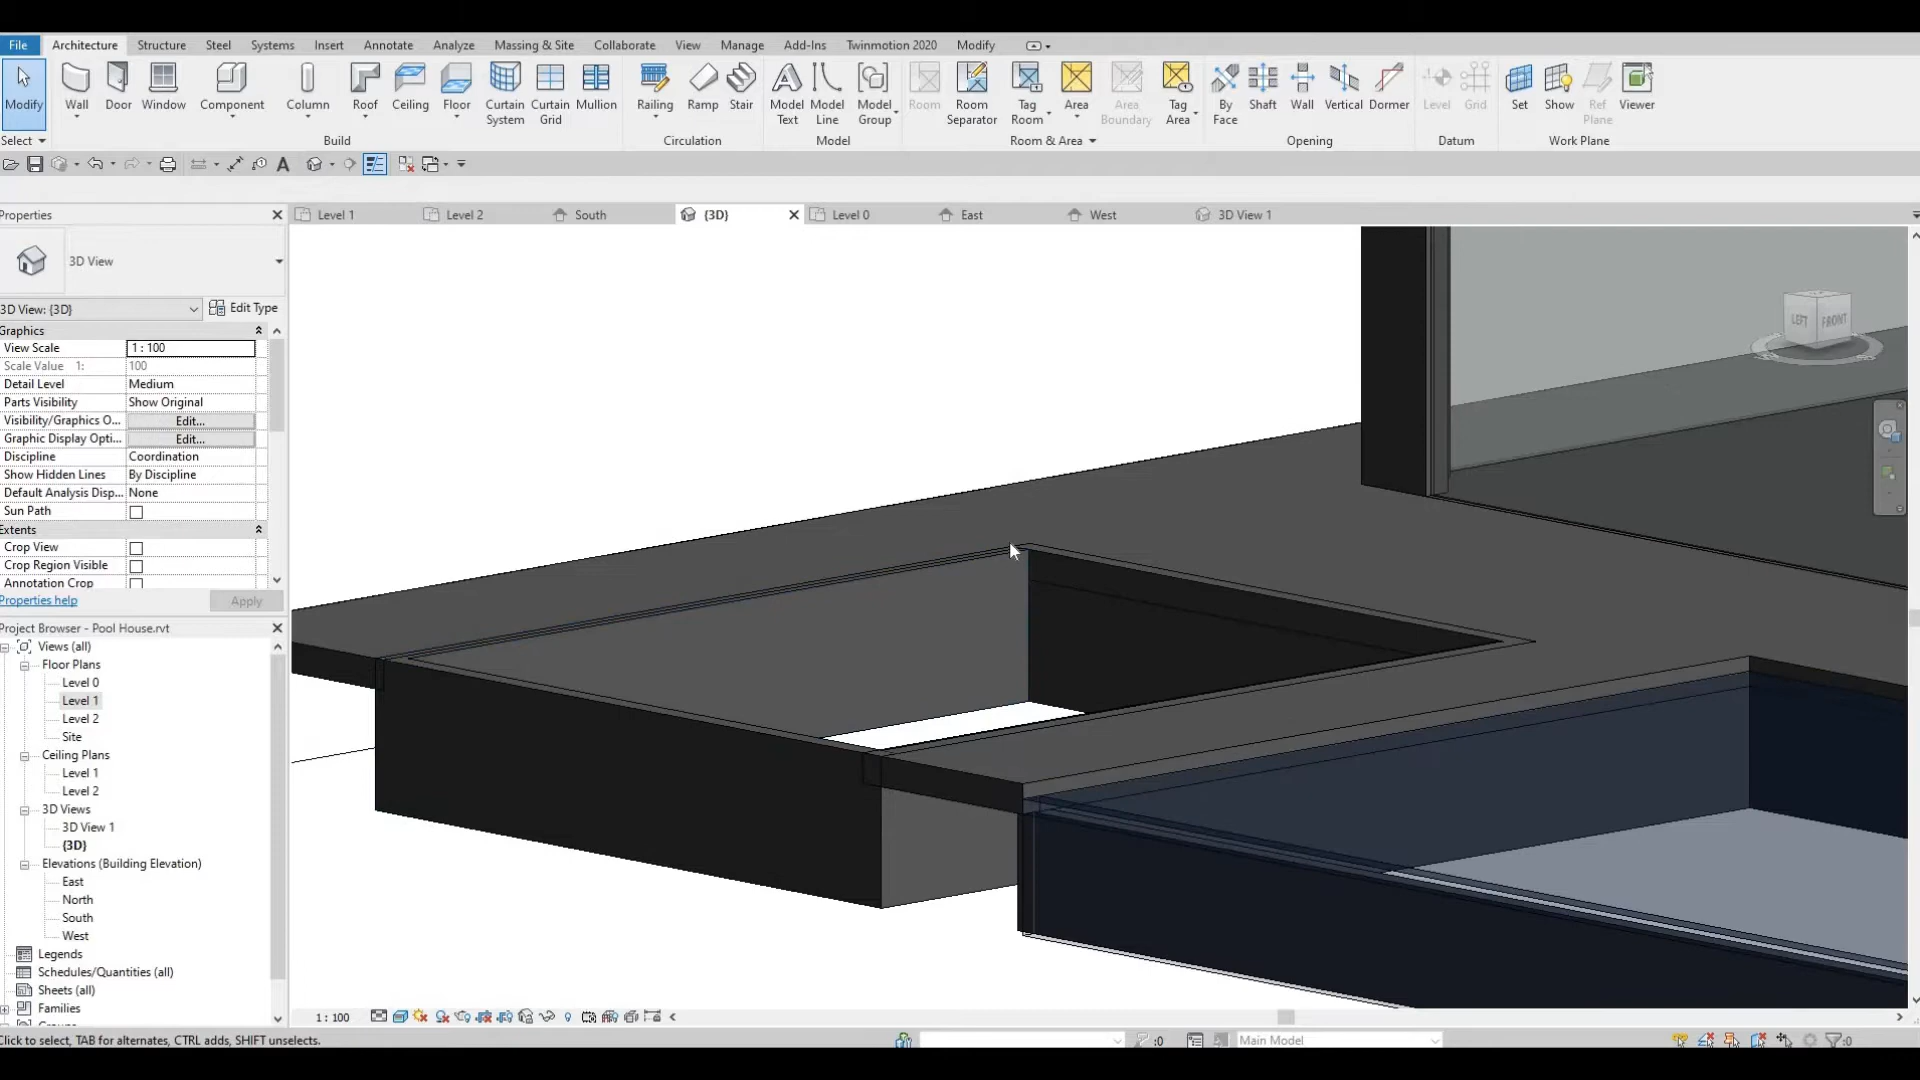 File Architecture Structure Steel Systems Insert Annotate Analyze Massing & Site Collaborate View Manage Add-Ins Twinmotion 2020 Modify
Modify Wall Door Window Component Column Roof Ceiling Floor Curtain System Curtain Grid Mullion Railing Ramp Stair Model Text Model Line Model Group Room Room Separator Tag Room Area Area Boundary Tag Area By Face Shaft Wall Vertical Dormer Level Grid Set Show Ref Plane Viewer
Select Build Circulation Model Room & Area Opening Datum Work Plane
Properties
Level 1 Level 2 South {3D} Level 0 East West 3D View 1
3D View
3D View: {3D} Edit Type
Graphics
View Scale 1 : 100
Scale Value 1: 100
Detail Level Medium
Parts Visibility Show Original
Visibility/Graphics O... Edit...
Graphic Display Opti... Edit...
Discipline Coordination
Show Hidden Lines By Discipline
Default Analysis Disp... None
Sun Path
Extents
Crop View
Crop Region Visible
Annotation Crop
Properties help Apply
Project Browser - Pool House.rvt
Views (all)
Floor Plans
Level 0
Level 1
Level 2
Site
Ceiling Plans
Level 1
Level 2
3D Views
3D View 1
{3D}
Elevations (Building Elevation)
East
North
South
West
Legends
Schedules/Quantities (all)
Sheets (all)
Families
LEFT FRONT
1 : 100
Click to select, TAB for alternates, CTRL adds, SHIFT unselects. :0 Main Model :0